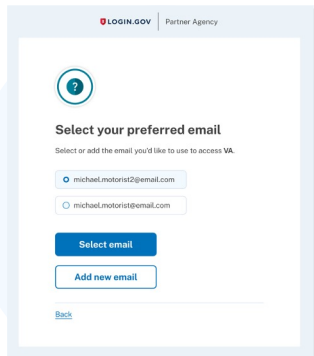 LOGIN.GOV Partner Agency
?
Select your preferred email
Select or add the email you'd like to use to access VA.
michael.motorist2@email.com
michael.motorist@email.com
Select email
Add new email
Back